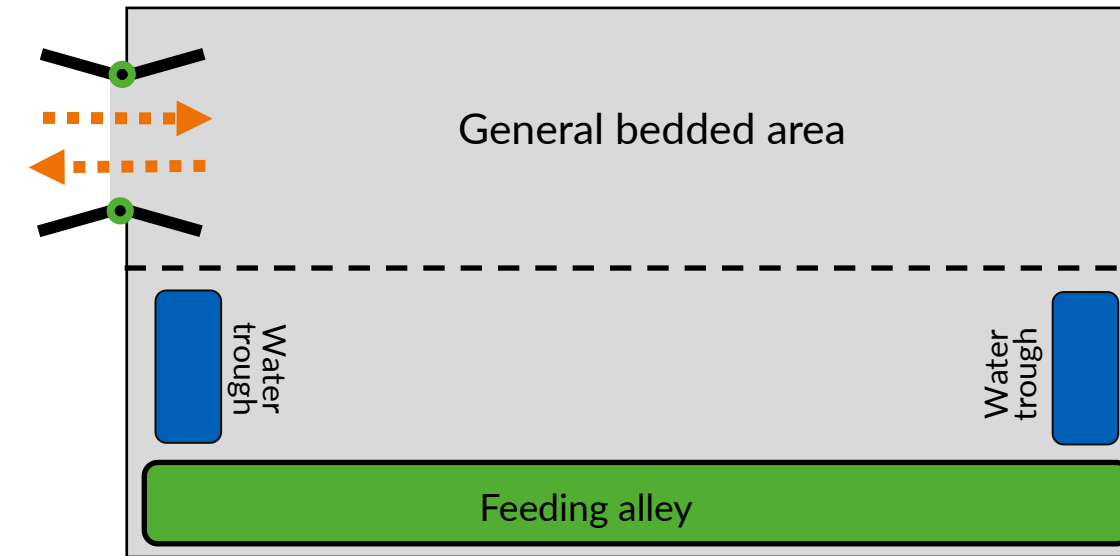 General bedded area
Water
trough
Water
trough
Feeding alley